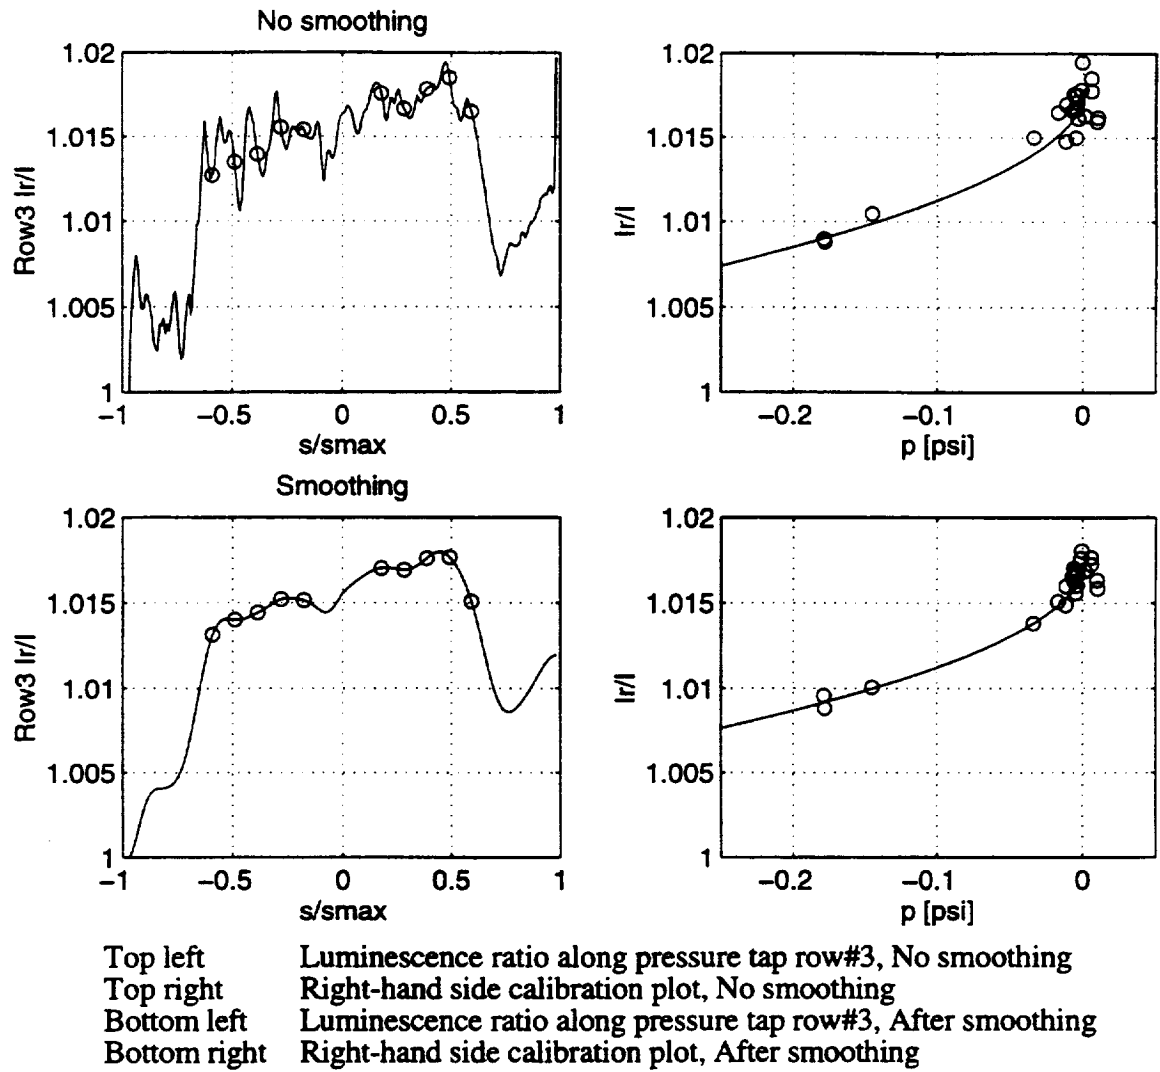 No smoothing
1.02
1.015
1.01
1.005
1
Row3 Ir/I
−1 −0.5 0 0.5 1
s/smax
1.02
1.015
1.01
1.005
1
Ir/I
−0.2 −0.1 0
p [psi]
Smoothing
1.02
1.015
1.01
1.005
1
Row3 Ir/I
−1 −0.5 0 0.5 1
s/smax
1.02
1.015
1.01
1.005
1
Ir/I
−0.2 −0.1 0
p [psi]
Top left Luminescence ratio along pressure tap row#3, No smoothing
Top right Right-hand side calibration plot, No smoothing
Bottom left Luminescence ratio along pressure tap row#3, After smoothing
Bottom right Right-hand side calibration plot, After smoothing